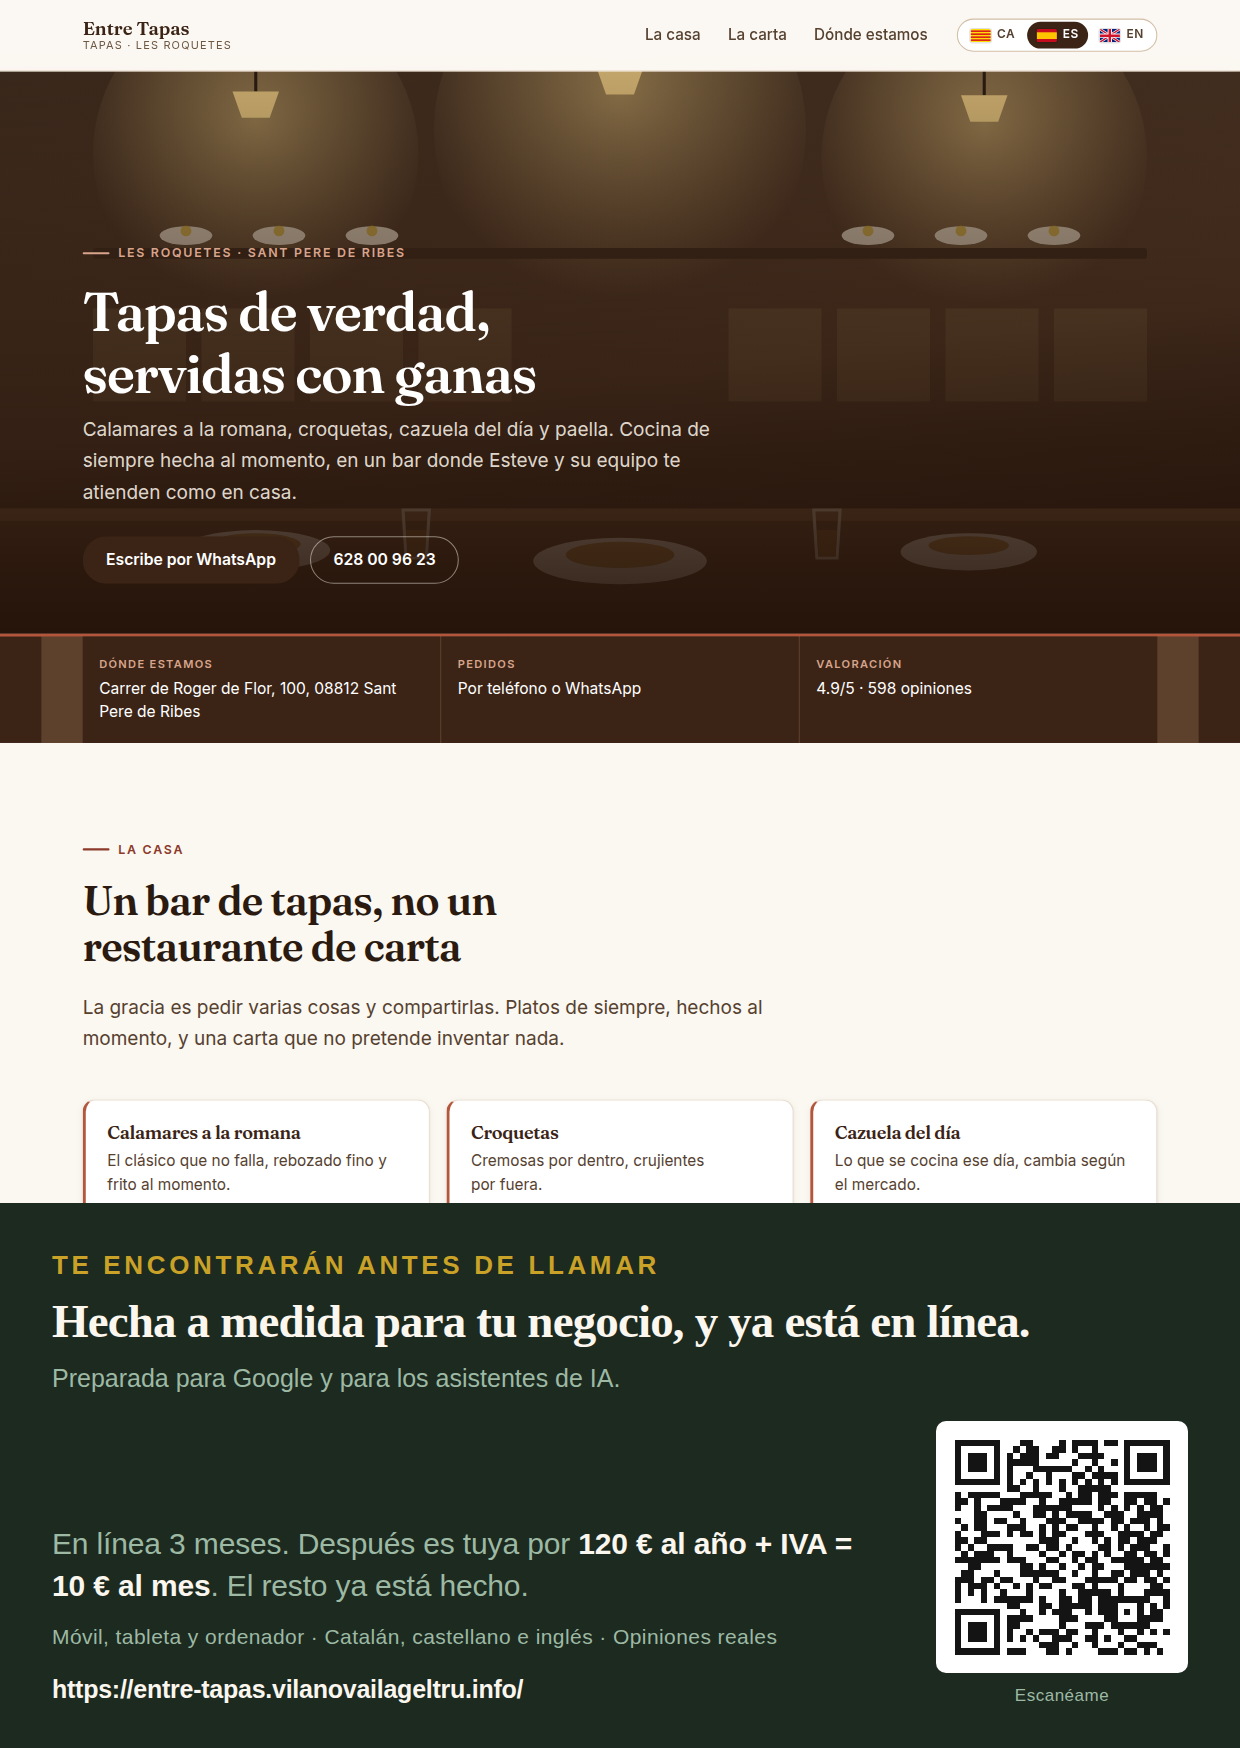 Entre Tapas
TAPAS · LES ROQUETES
La casa
La carta
Dónde estamos
CA
ES
EN
LES ROQUETES · SANT PERE DE RIBES
Tapas de verdad,
servidas con ganas
Calamares a la romana, croquetas, cazuela del día y paella. Cocina de
siempre hecha al momento, en un bar donde Esteve y su equipo te
atienden como en casa.
Escribe por WhatsApp
628 00 96 23
DÓNDE ESTAMOS
Carrer de Roger de Flor, 100, 08812 Sant
Pere de Ribes
PEDIDOS
Por teléfono o WhatsApp
VALORACIÓN
4.9/5 · 598 opiniones
LA CASA
Un bar de tapas, no un
restaurante de carta
La gracia es pedir varias cosas y compartirlas. Platos de siempre, hechos al
momento, y una carta que no pretende inventar nada.
Calamares a la romana
El clásico que no falla, rebozado fino y
frito al momento.
Croquetas
Cremosas por dentro, crujientes
por fuera.
Cazuela del día
Lo que se cocina ese día, cambia según
el mercado.
TE ENCONTRARÁN ANTES DE LLAMAR
Hecha a medida para tu negocio, y ya está en línea.
Preparada para Google y para los asistentes de IA.
En línea 3 meses. Después es tuya por 120 € al año + IVA =
10 € al mes. El resto ya está hecho.
Móvil, tableta y ordenador · Catalán, castellano e inglés · Opiniones reales
https://entre-tapas.vilanovailageltru.info/
Escanéame